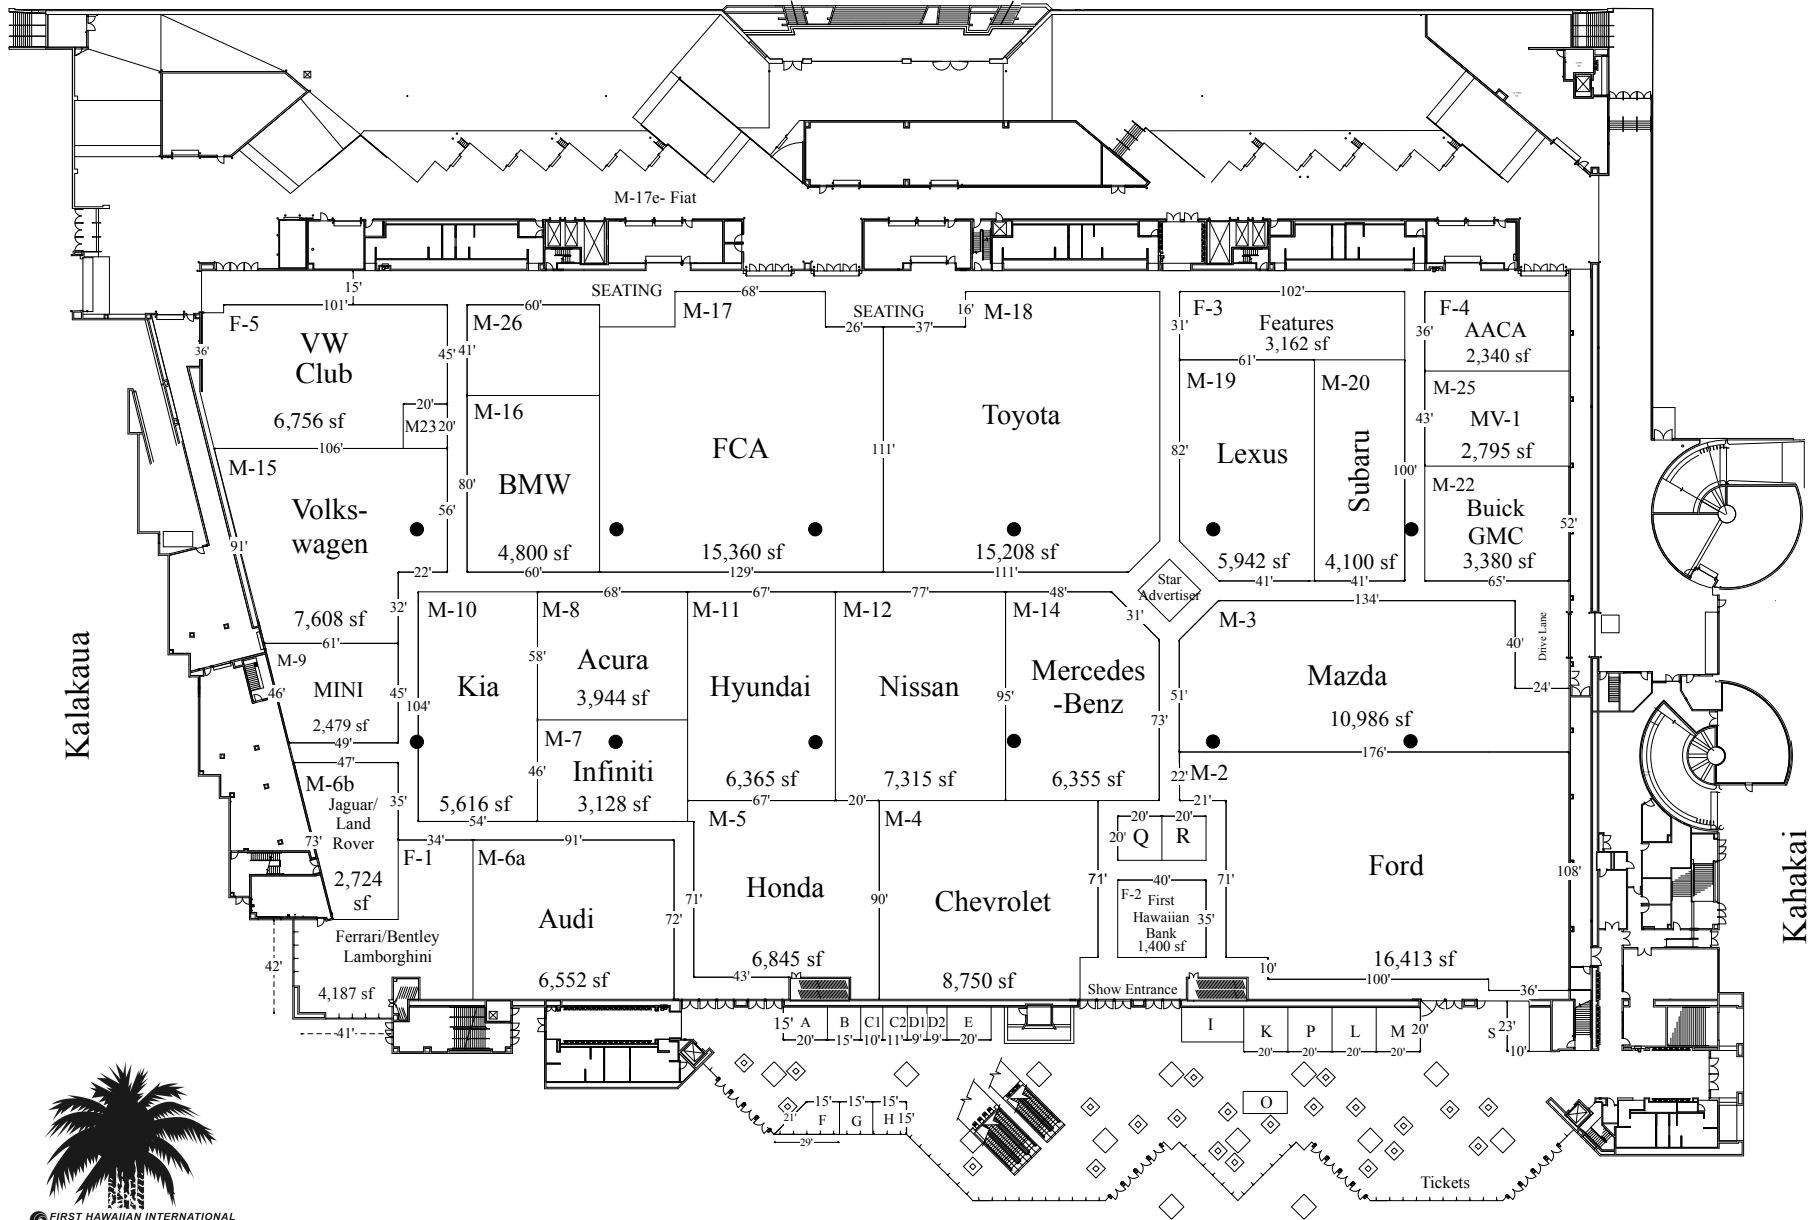 M-17e- Fiat
15'
SEATING
68'
SEATING
101'
F-5
VW
Club
36'
6,756 sf
45'
20'
M23
20'
106'
60'
M-26
41'
M-16
80'
BMW
4,800 sf
60'
M-17
26'
37'
16'
FCA
111'
15,360 sf
129'
M-18
Toyota
15,208 sf
111'
102'
F-3
31'
Features
3,162 sf
61'
M-19
82'
Lexus
5,942 sf
41'
M-20
Subaru
100'
4,100 sf
41'
F-4
36'
AACA
2,340 sf
M-25
43'
MV-1
2,795 sf
M-22
Buick
GMC
3,380 sf
52'
65'
M-15
Volks-
wagen
91'
56'
22'
32'
7,608 sf
61'
Star
Advertiser
M-9
MINI
46'
45'
2,479 sf
49'
M-10
104'
Kia
5,616 sf
54'
68'
M-8
58'
Acura
3,944 sf
M-7
46'
Infiniti
3,128 sf
67'
M-11
Hyundai
6,365 sf
67'
77'
M-12
Nissan
7,315 sf
20'
48'
M-14
31'
95'
Mercedes
-Benz
73'
6,355 sf
134'
M-3
Mazda
51'
10,986 sf
40'
Drive Lane
24'
176'
Kalakaua
Kahakai
47'
M-6b
Jaguar/
Land
Rover
35'
73'
2,724
sf
34'
F-1
Ferrari/Bentley
Lamborghini
42'
4,187 sf
41'
91'
M-6a
Audi
72'
6,552 sf
M-5
Honda
71'
6,845 sf
43'
M-4
90'
Chevrolet
8,750 sf
71'
20'
20'
20'
Q
R
40'
F-2
First
Hawaiian
Bank
1,400 sf
35'
Show Entrance
22'
M-2
21'
71'
Ford
108'
16,413 sf
10'
100'
36'
15'
A
B
C1
C2
D1
D2
E
20'
15'
10'
11'
9'
9'
20'
I
K
P
L
M
20'
20'
20'
20'
20'
S
23'
10'
15'
15'
15'
21'
F
G
H
15'
29'
O
Tickets
FIRST HAWAIIAN INTERNATIONAL